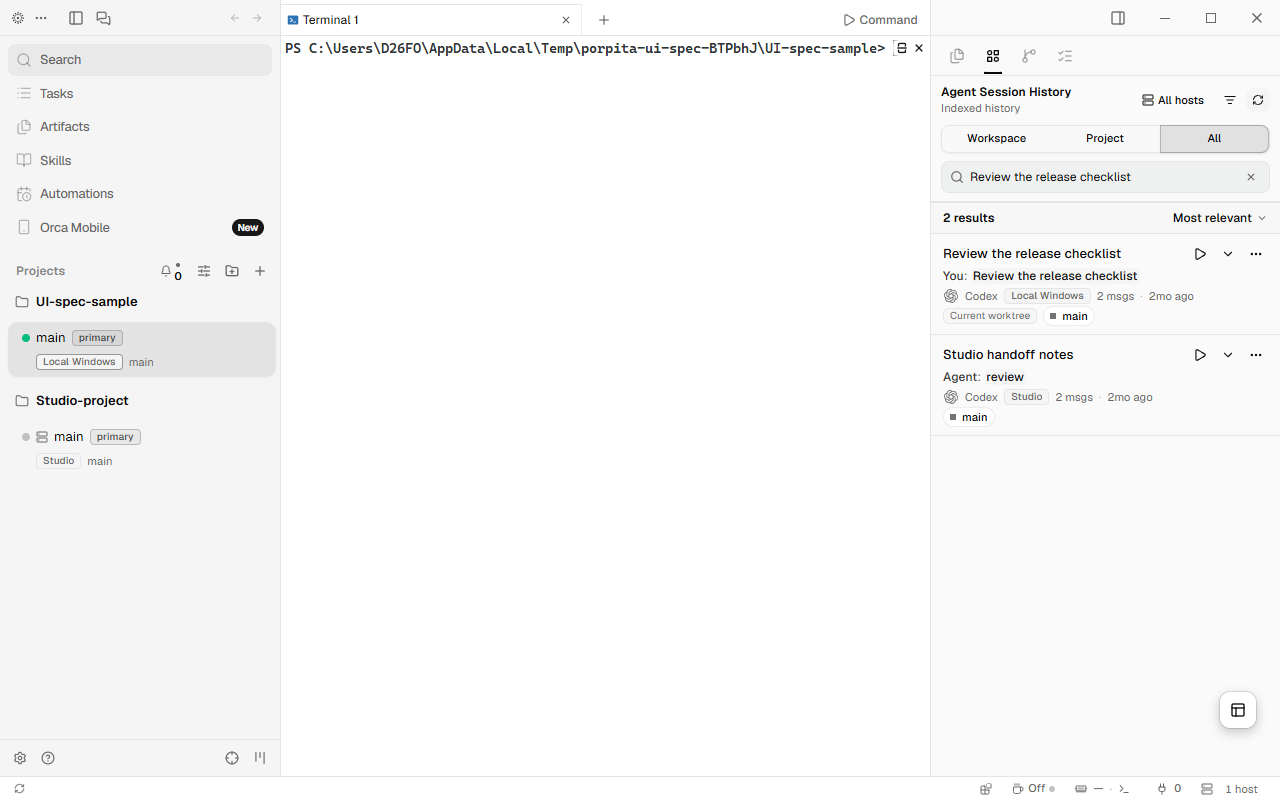 Terminal 1
Command
Search
Tasks
Artifacts
Skills
Automations
Orca Mobile New
Projects 0
UI-spec-sample
main primary
Local Windows main
Studio-project
main primary
Studio main
PS C:\Users\D26FO\AppData\Local\Temp\porpita-ui-spec-BTPbhJ\UI-spec-sample>
Agent Session History
Indexed history
All hosts
Workspace Project All
Review the release checklist
2 results Most relevant
Review the release checklist
You: Review the release checklist
Codex Local Windows 2 msgs · 2mo ago
Current worktree main
Studio handoff notes
Agent: review
Codex Studio 2 msgs · 2mo ago
main
Off — · 0 1 host